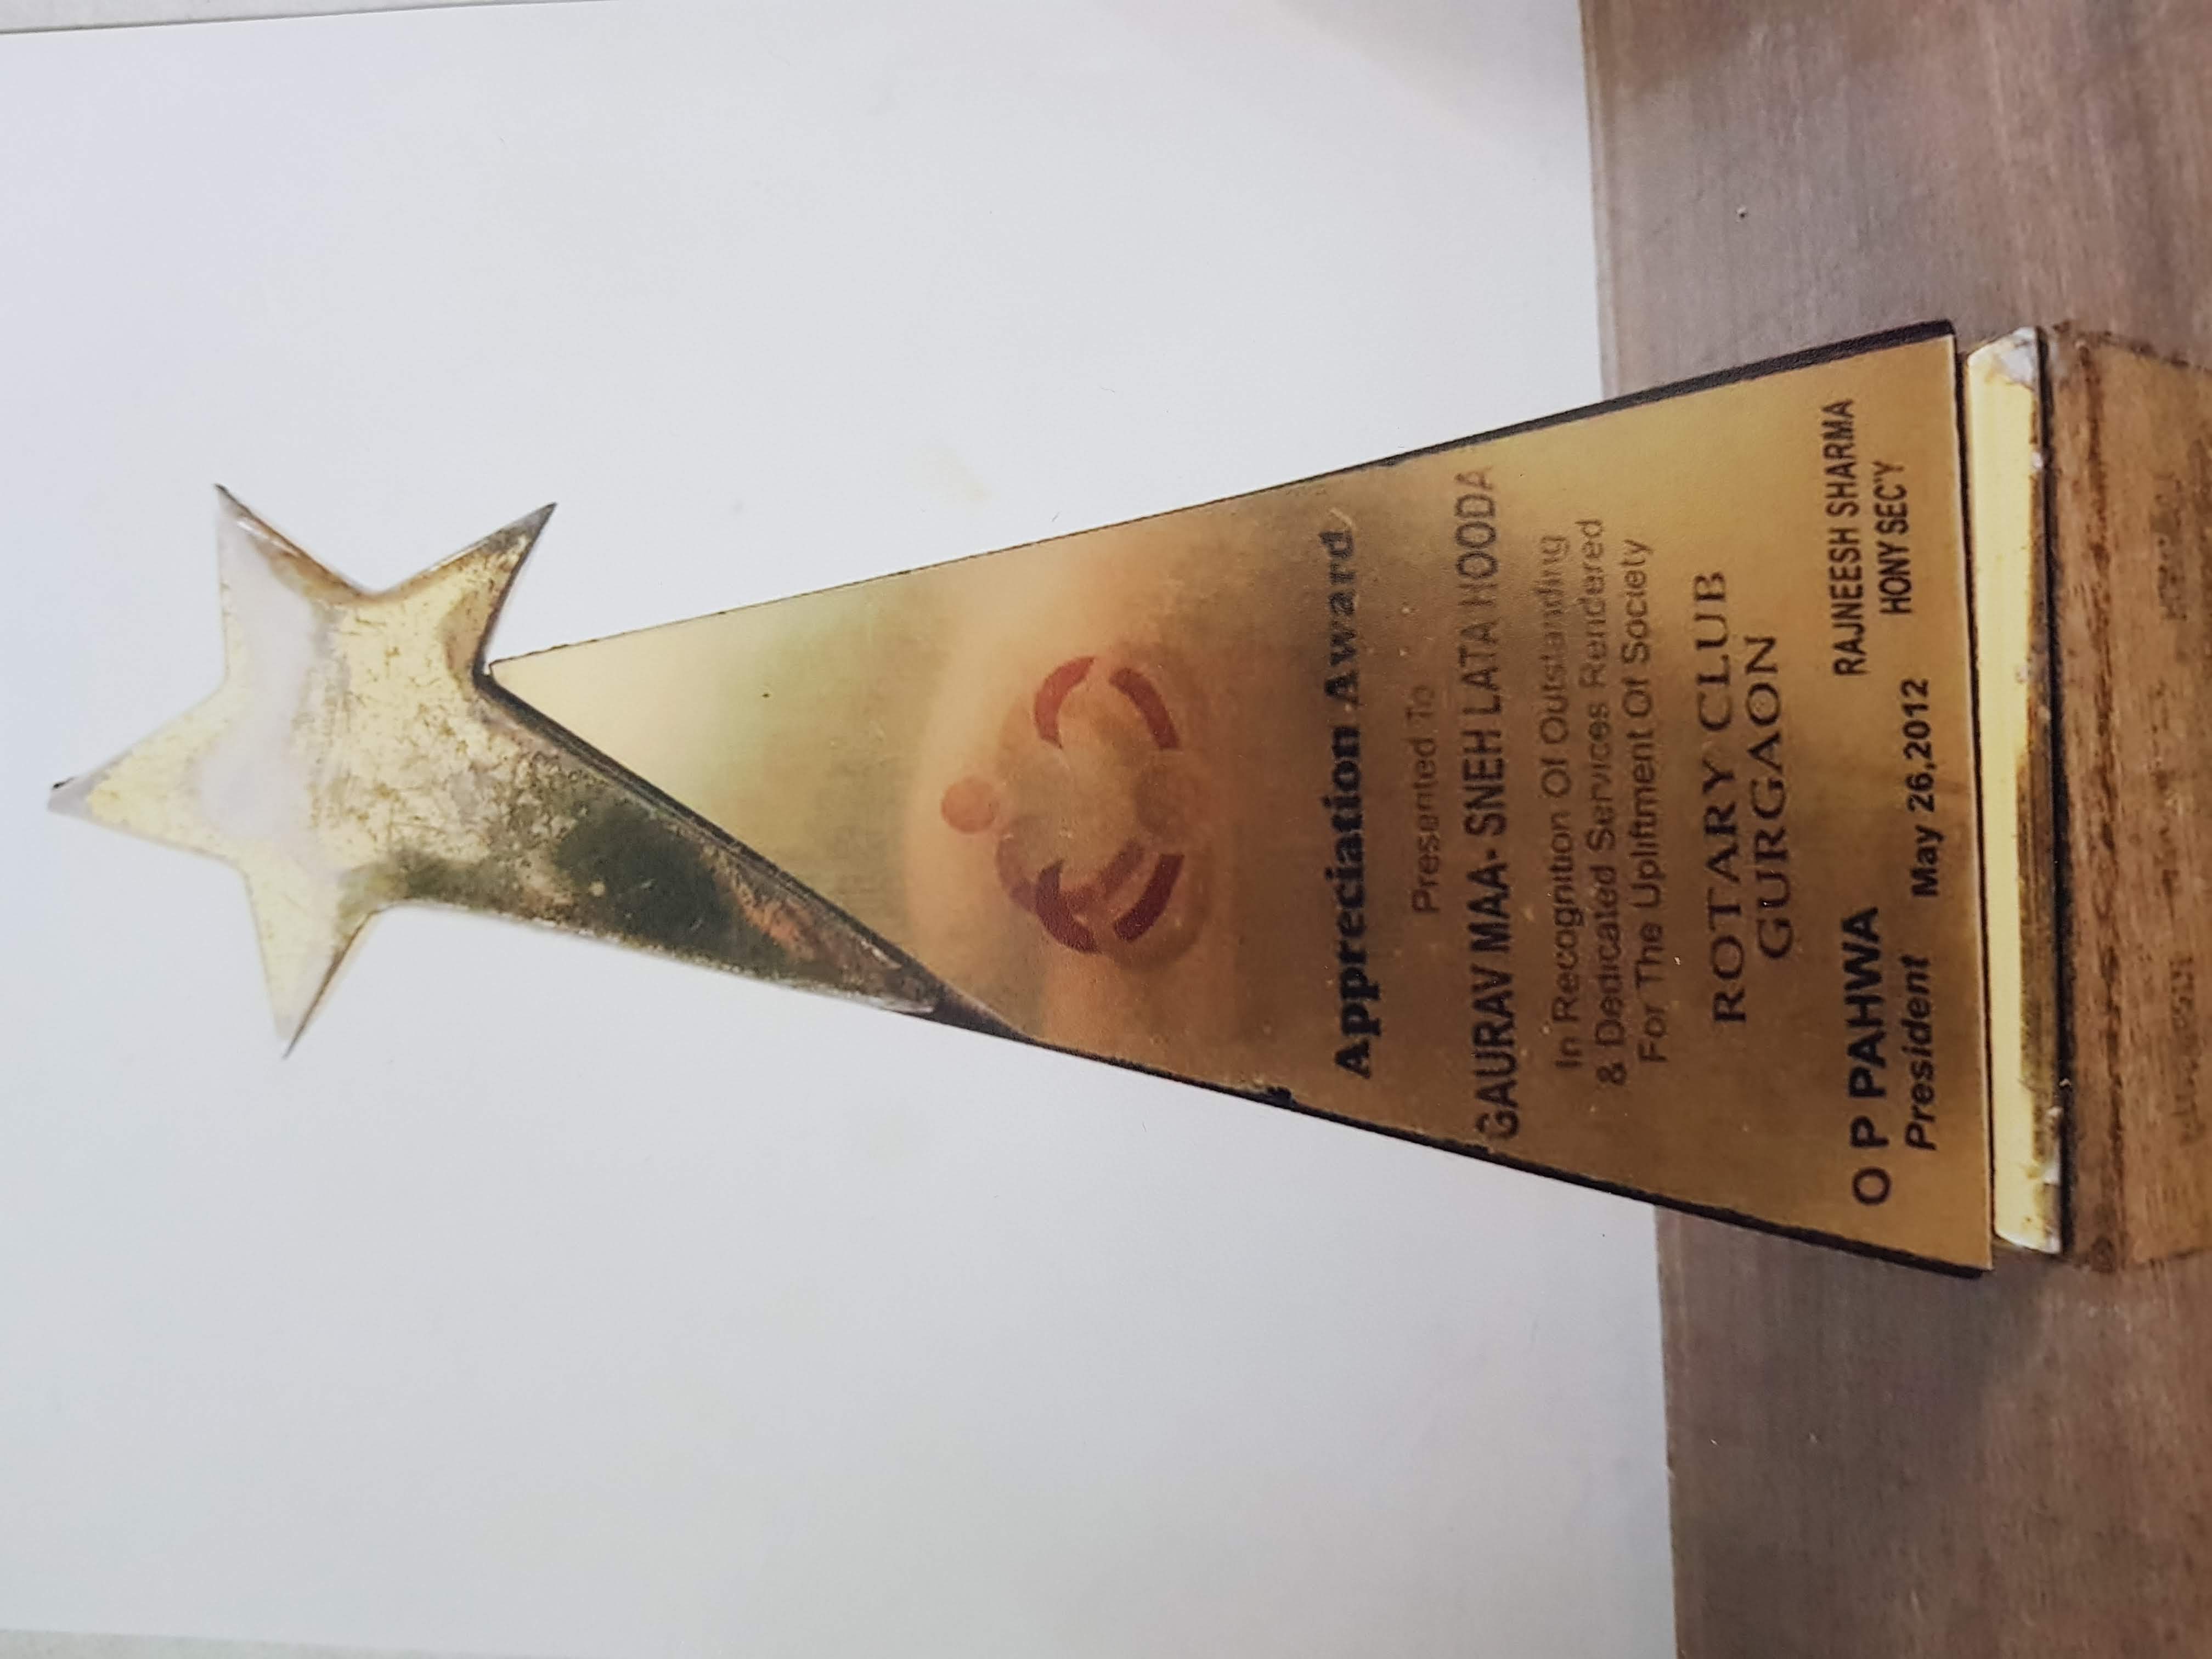 Appreciation Award
Presented To
GAURAV MAA- SNEH LATA HOODA
In Recognition Of Outstanding
& Dedicated Services Rendered
For The Upliftment Of Society
ROTARY CLUB
GURGAON
O P PAHWA
President
May 26,2012
RAJNEESH SHARMA
HONY SEC'Y